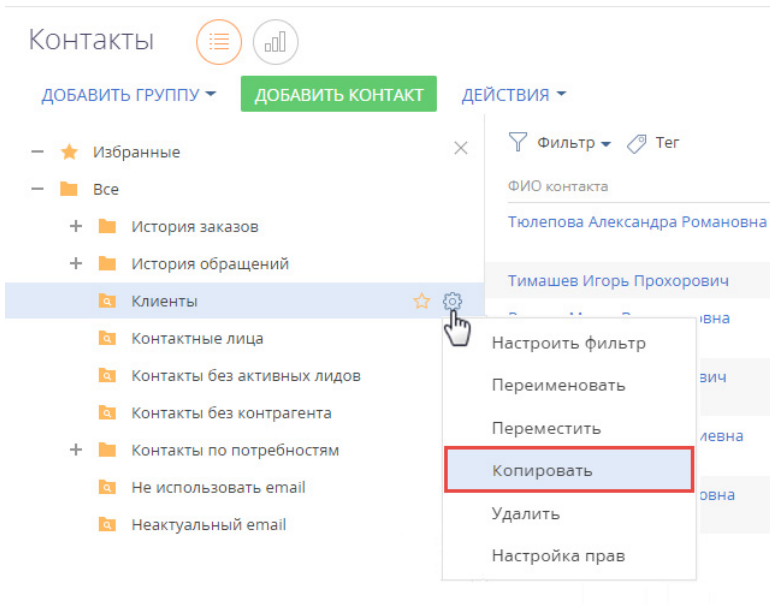 Контакты
ДОБАВИТЬ ГРУППУ ДОБАВИТЬ КОНТАКТ ДЕЙСТВИЯ
Избранные
Все
История заказов
История обращений
Клиенты
Контактные лица
Контакты без активных лидов
Контакты без контрагента
Контакты по потребностям
Не использовать email
Неактуальный email
Фильтр Тег
ФИО контакта
Тюлепова Александра Романовна
Тимашев Игорь Прохорович
Настроить фильтр
Переименовать
Переместить
Копировать
Удалить
Настройка прав